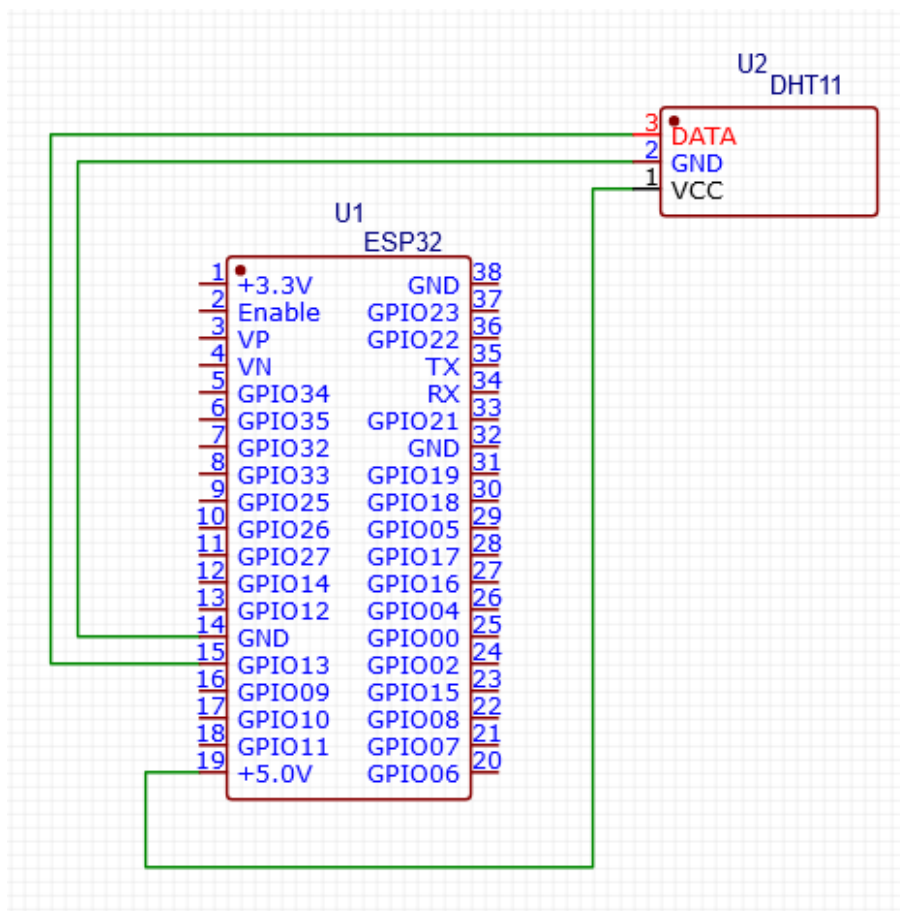 U2
DHT11
3 DATA
2 GND
1 VCC
U1
ESP32
1 +3.3V GND 38
2 Enable GPIO23 37
3 VP GPIO22 36
4 VN TX 35
5 GPIO34 RX 34
6 GPIO35 GPIO21 33
7 GPIO32 GND 32
8 GPIO33 GPIO19 31
9 GPIO25 GPIO18 30
10 GPIO26 GPIO05 29
11 GPIO27 GPIO17 28
12 GPIO14 GPIO16 27
13 GPIO12 GPIO04 26
14 GND GPIO00 25
15 GPIO13 GPIO02 24
16 GPIO09 GPIO15 23
17 GPIO10 GPIO08 22
18 GPIO11 GPIO07 21
19 +5.0V GPIO06 20